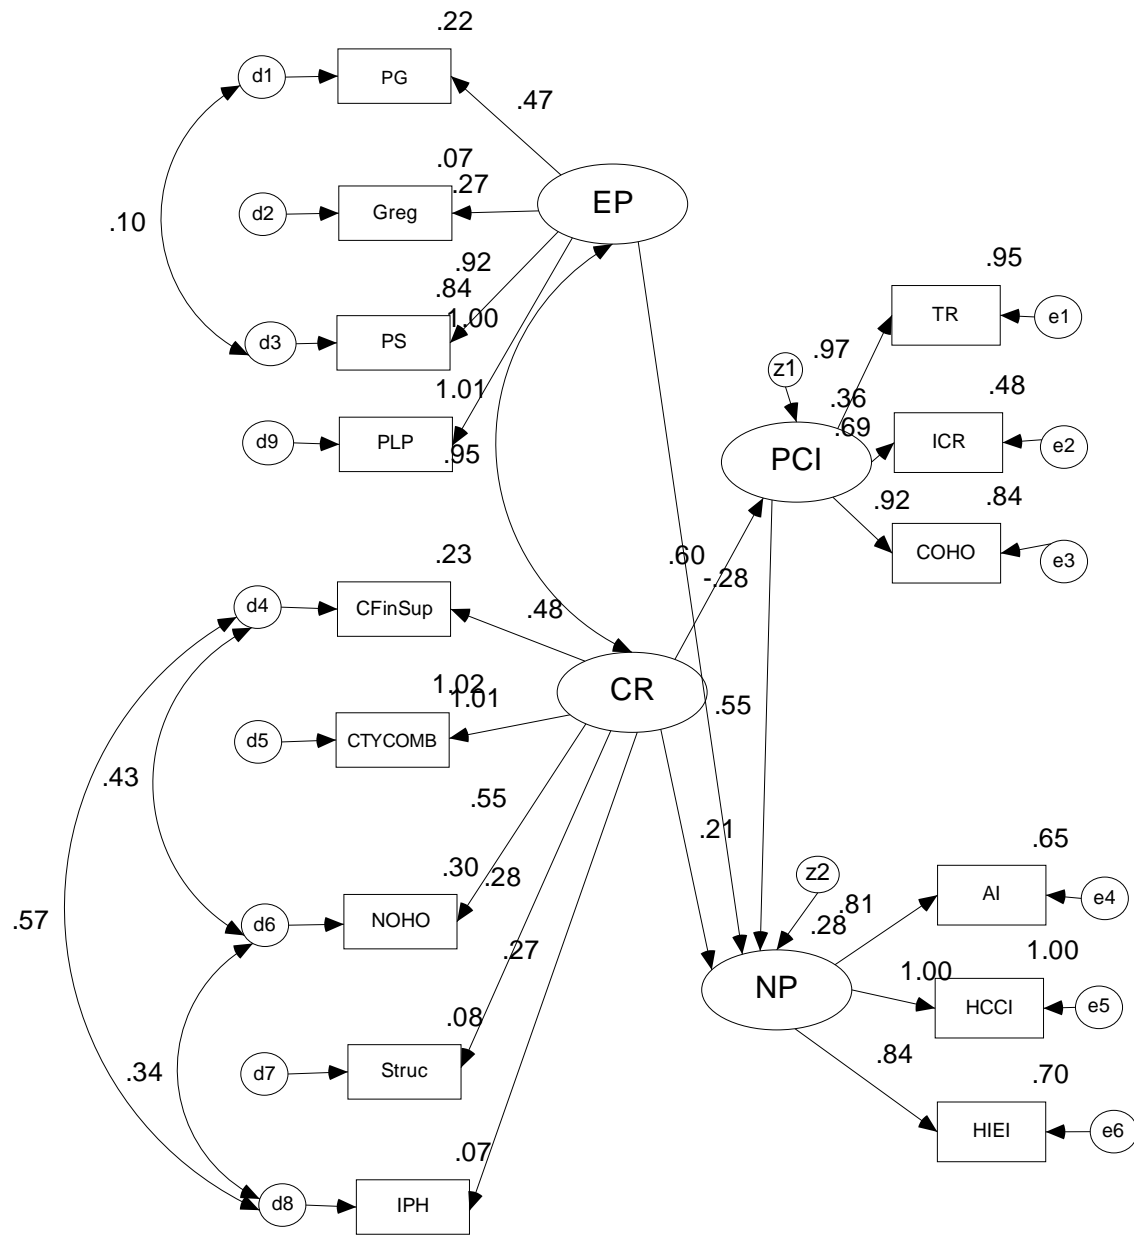 .22
d1
PG
.47
.07
.27
EP
d2
Greg
.10
.92
.84
1.00
d3
PS
.95
TR
e1
.97
z1
1.01
.36
.48
.69
d9
PLP
.95
PCI
ICR
e2
.92
.84
COHO
e3
.23
.60
-.28
d4
CFinSup
.48
CR
1.02
1.01
.55
d5
CTYCOMB
.43
.55
.21
.65
.30
.28
z2
AI
e4
.57
d6
NOHO
.81
.28
.27
1.00
1.00
NP
HCCI
e5
.08
.84
.34
d7
Struc
.70
HIEI
e6
.07
d8
IPH